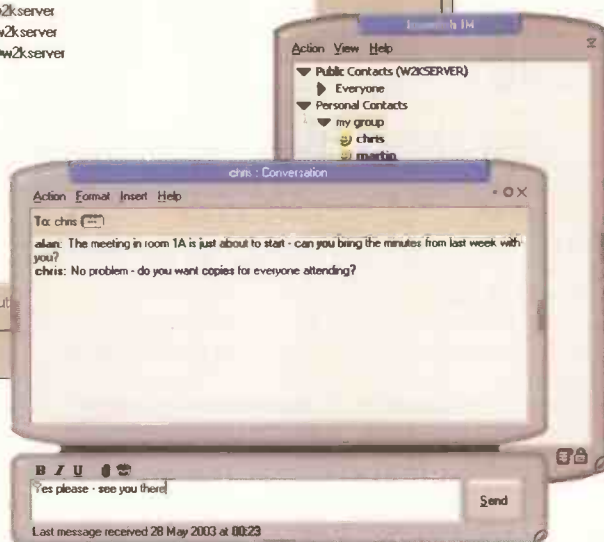 w2kserver
w2kserver
w2kserver
IM
Action View Help
Public Contacts (W2KSERVER)
Everyone
Personal Contacts
my group
chris
martin
chris : Conversation
Action Format Insert Help
To: chris
alan: The meeting in room 1A is just about to start - can you bring the minutes from last week with
you?
chris: No problem - do you want copies for everyone attending?
B I U
Yes please - see you there
Send
Last message received 28 May 2003 at 00:23